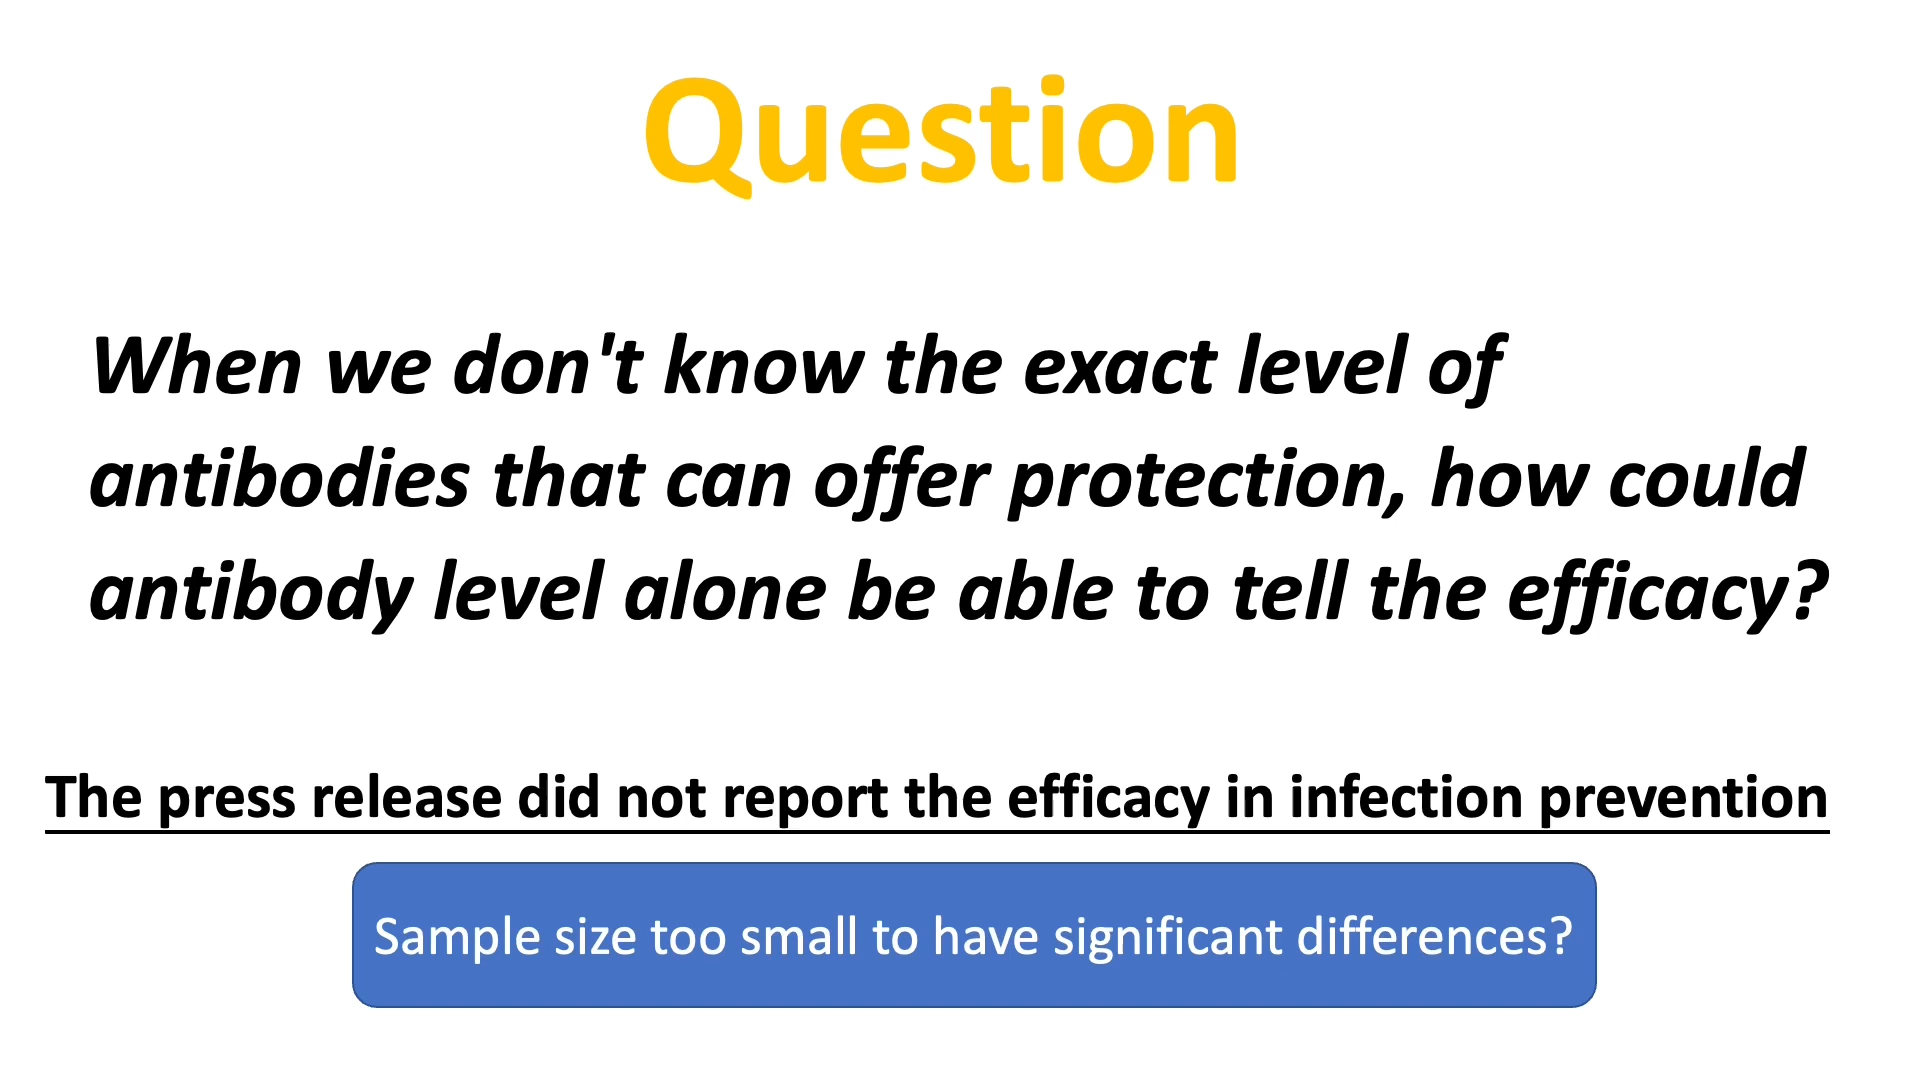 Question
When we don't know the exact level of
antibodies that can offer protection, how could
antibody level alone be able to tell the efficacy?
The press release did not report the efficacy in infection prevention
Sample size too small to have significant differences?